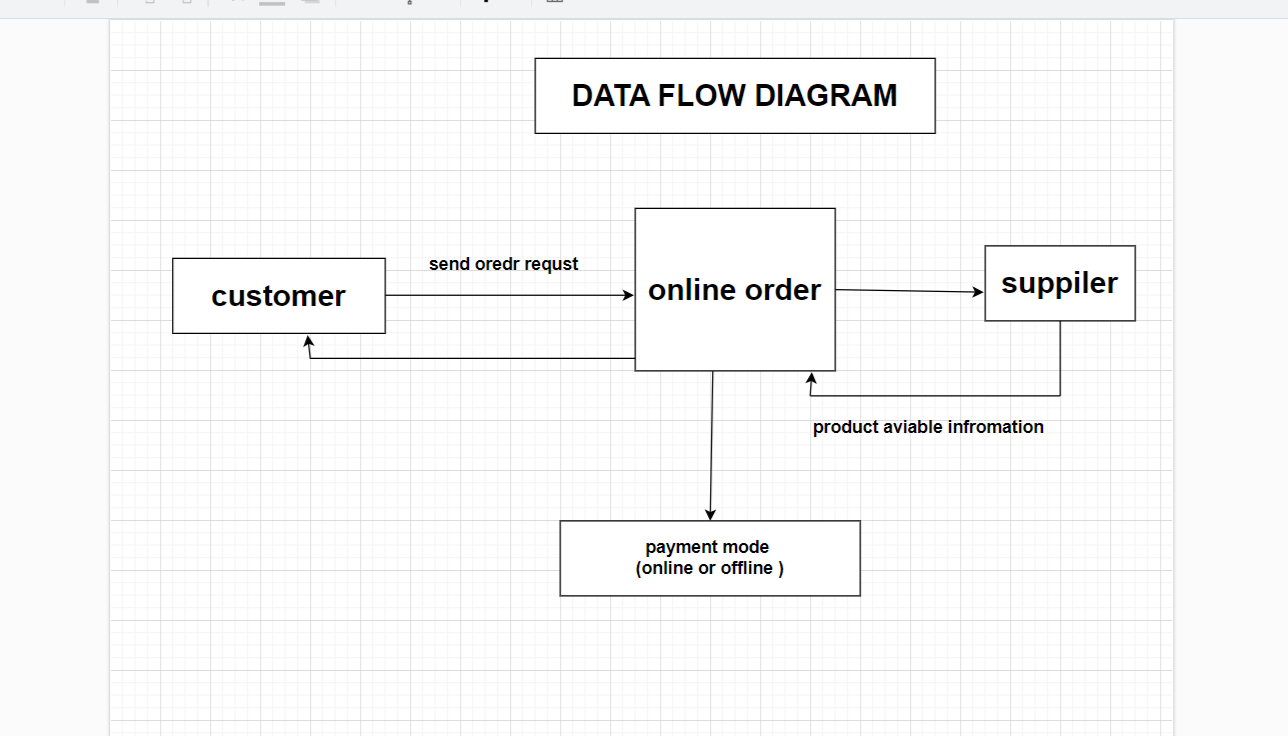 DATA FLOW DIAGRAM
send oredr requst
customer
online order
suppiler
product aviable infromation
payment mode
(online or offline )